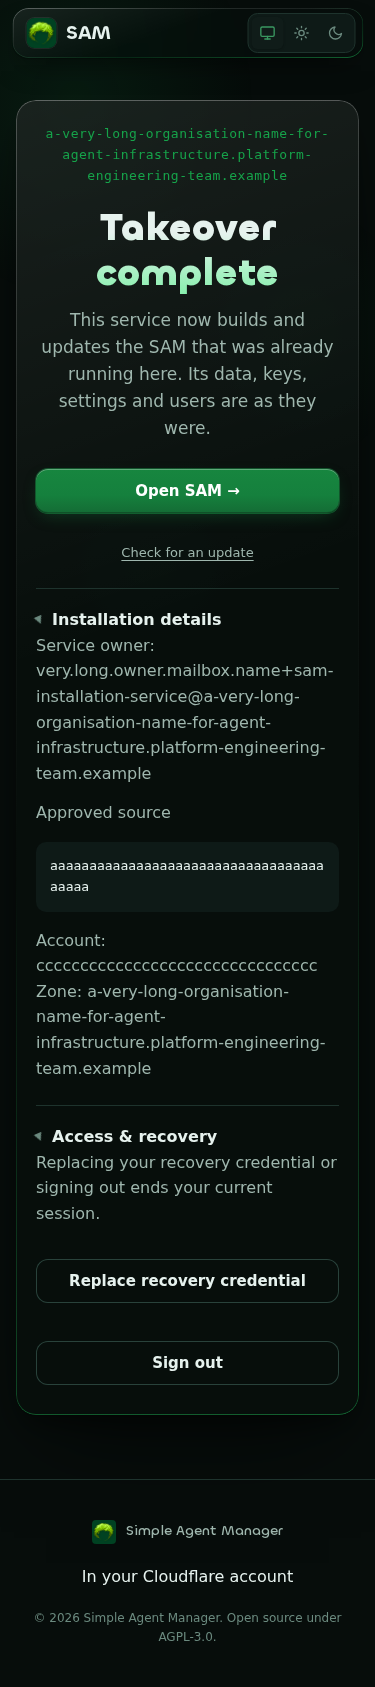 SAM
a-very-long-organisation-name-for-
agent-infrastructure.platform-
engineering-team.example
Takeover
complete
This service now builds and
updates the SAM that was already
running here. Its data, keys,
settings and users are as they
were.
Open SAM →
Check for an update
Installation details
Service owner:
very.long.owner.mailbox.name+sam-
installation-service@a-very-long-
organisation-name-for-agent-
infrastructure.platform-engineering-
team.example
Approved source
aaaaaaaaaaaaaaaaaaaaaaaaaaaaaaaaaaa
aaaaa
Account:
cccccccccccccccccccccccccccccccc
Zone: a-very-long-organisation-
name-for-agent-
infrastructure.platform-engineering-
team.example
Access & recovery
Replacing your recovery credential or
signing out ends your current
session.
Replace recovery credential
Sign out
Simple Agent Manager
In your Cloudflare account
© 2026 Simple Agent Manager. Open source under
AGPL-3.0.